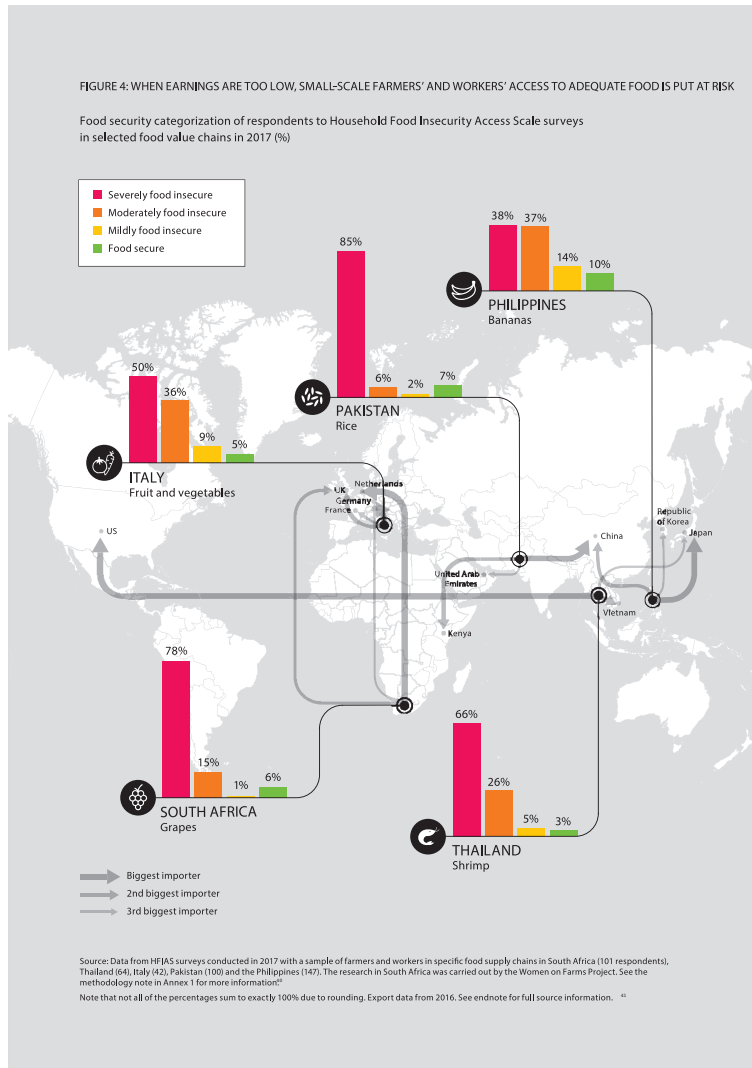 FIGURE 4: WHEN EARNINGS ARE TOO LOW, SMALL-SCALE FARMERS’ AND WORKERS’ ACCESS TO ADEQUATE FOOD IS PUT AT RISK
Food security categorization of respondents to Household Food Insecurity Access Scale surveys
in selected food value chains in 2017 (%)
Severely food insecure
Moderately food insecure
Mildly food insecure
Food secure
38% 37%
14% 10%
PHILIPPINES
Bananas
85%
6% 2% 7%
PAKISTAN
Rice
50%
36%
9% 5%
ITALY
Fruit and vegetables
Netherlands
UK
Germany
France
US
Republic
of Korea
Japan
China
United Arab
Emirates
Vietnam
Kenya
78%
15%
1% 6%
SOUTH AFRICA
Grapes
66%
26%
5% 3%
THAILAND
Shrimp
Biggest importer
2nd biggest importer
3rd biggest importer
Source: Data from HFIAS surveys conducted in 2017 with a sample of farmers and workers in specific food supply chains in South Africa (101 respondents),
Thailand (64), Italy (42), Pakistan (100) and the Philippines (147). The research in South Africa was carried out by the Women on Farms Project. See the
methodology note in Annex 1 for more information.
Note that not all of the percentages sum to exactly 100% due to rounding. Export data from 2016. See endnote for full source information.